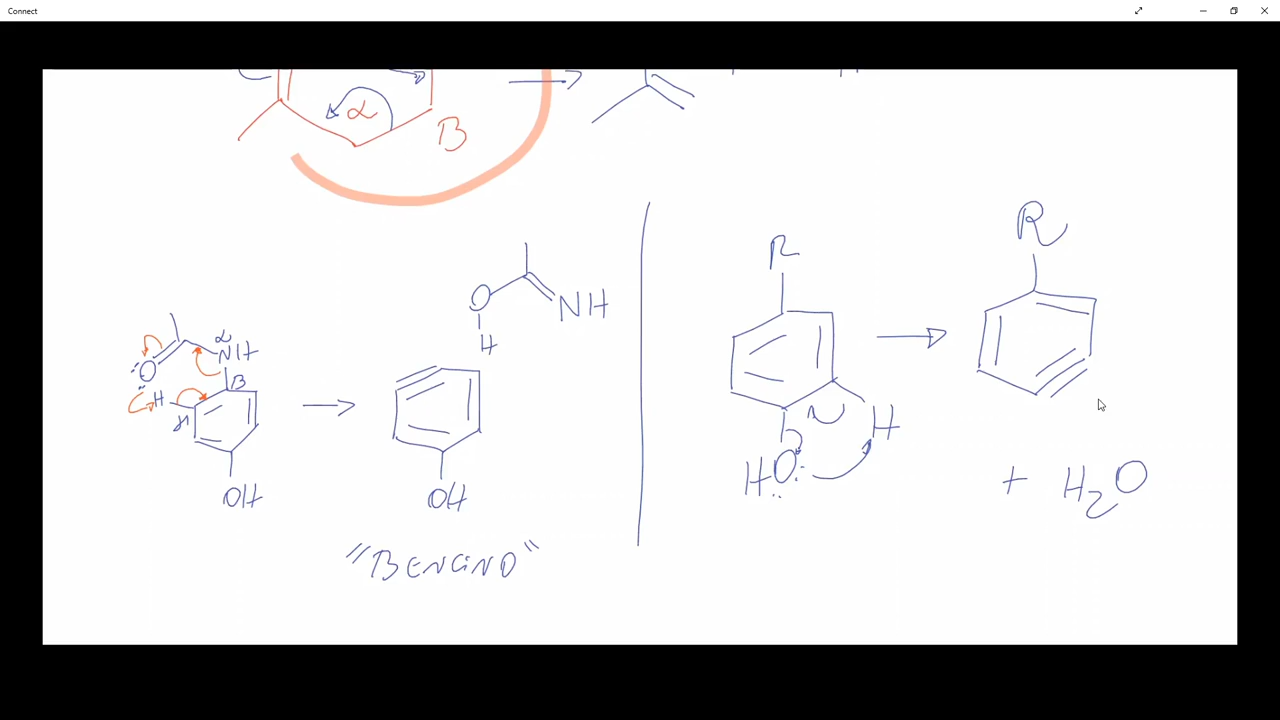 Connect
α
B
R
R
O
NH
H
α
NH
O
B
H
H
HO
OH
OH
+ H2O
"BENCINO"